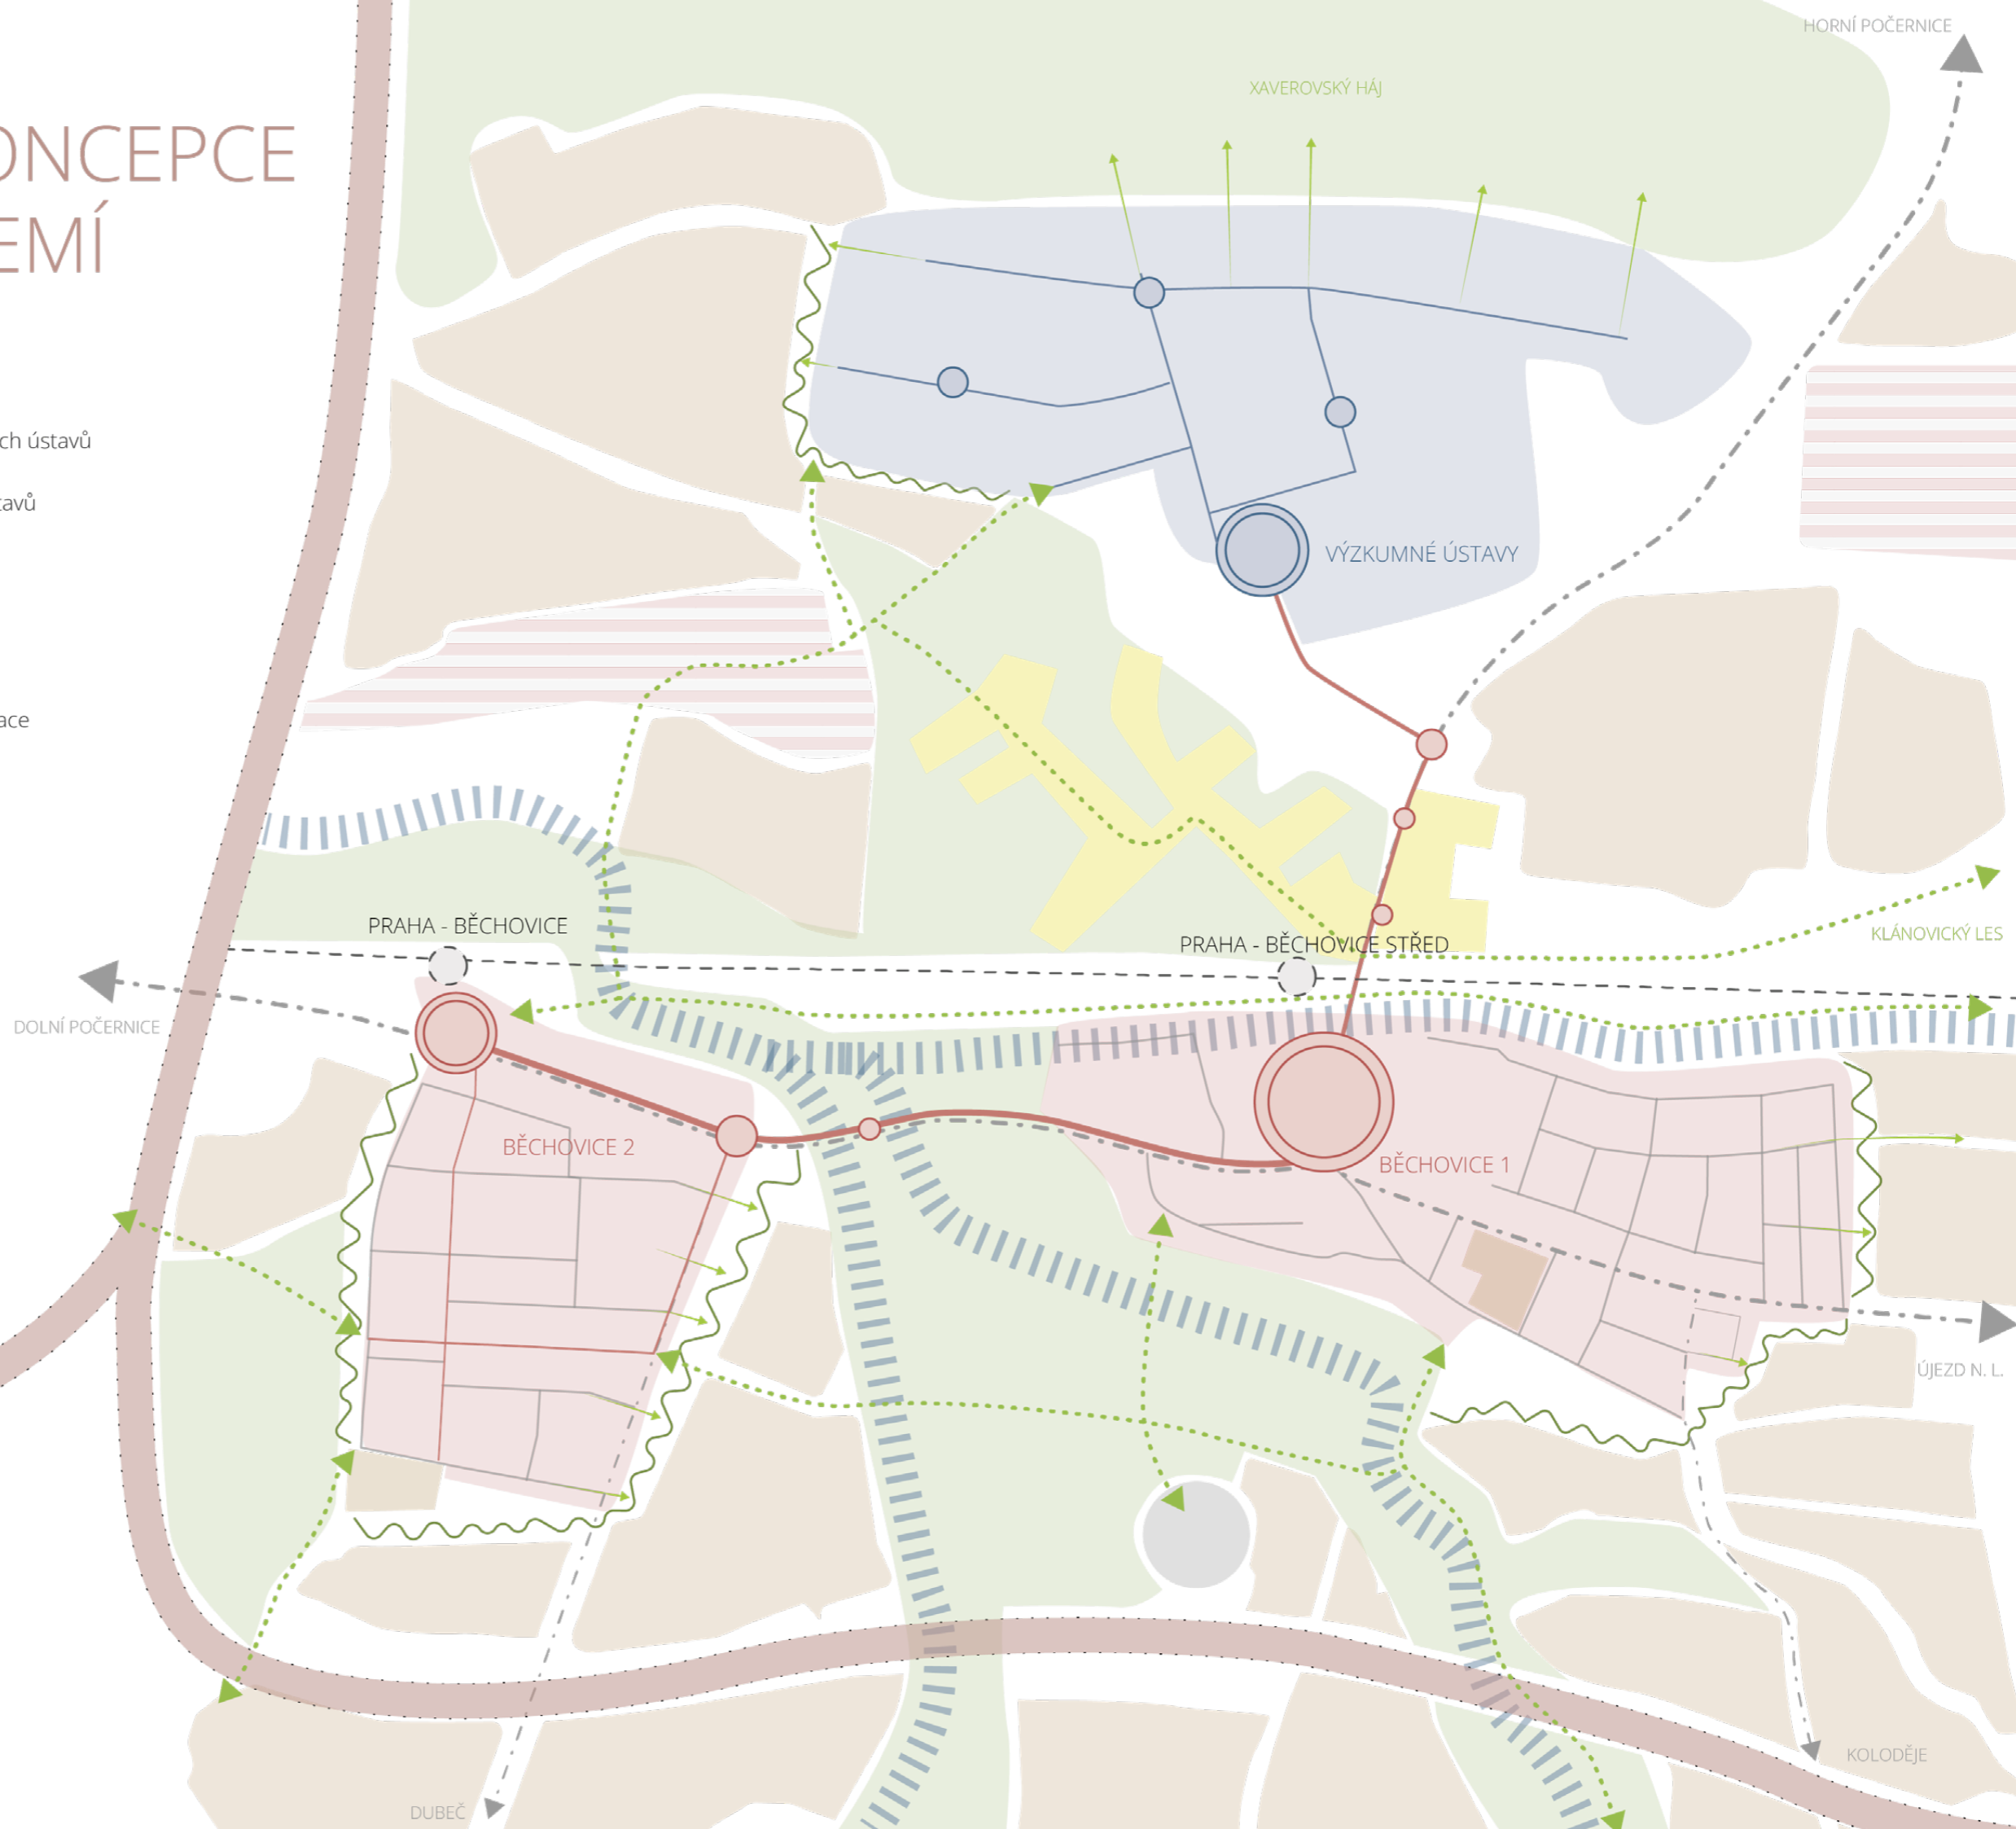 HORNÍ POČERNICE
XAVEROVSKÝ HÁJ
ONCEPCE
EMÍ
ch ústavů
tavů
VÝZKUMNÉ ÚSTAVY
ace
PRAHA - BĚCHOVICE
PRAHA - BĚCHOVICE STŘED
KLÁNOVICKÝ LES
DOLNÍ POČERNICE
BĚCHOVICE 2
BĚCHOVICE 1
ÚJEZD N. L.
KOLODĚJE
DUBEČ